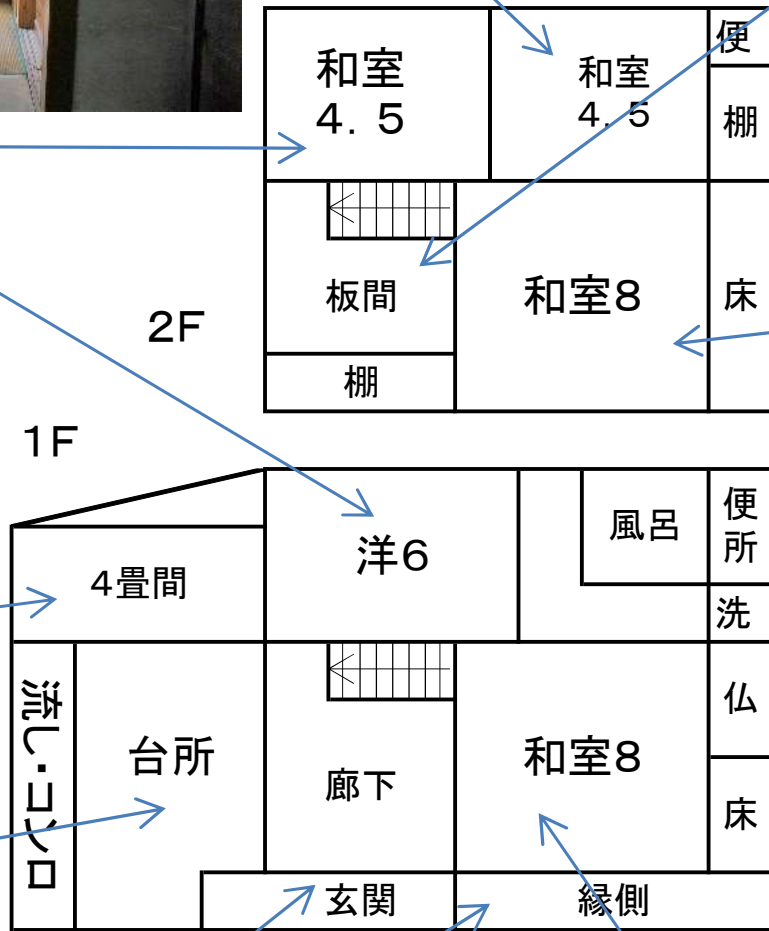 和室
4.5
和室
4.5
便
棚
板間
和室8
床
棚
2F
1F
4畳間
洋6
風呂
便
所
洗
流し・コンロ
台所
廊下
和室8
仏
床
玄関
縁側